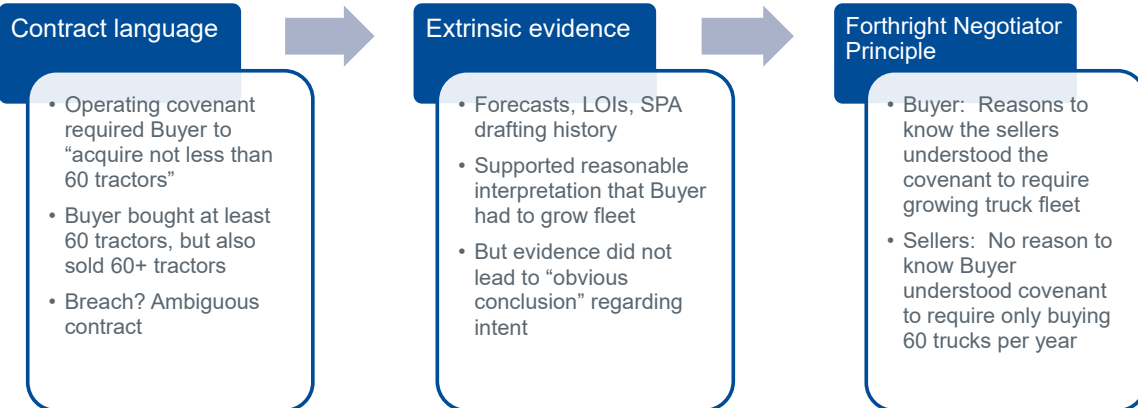 Contract language
• Operating covenant
required Buyer to
“acquire not less than
60 tractors”
• Buyer bought at least
60 tractors, but also
sold 60+ tractors
• Breach? Ambiguous
contract
Extrinsic evidence
• Forecasts, LOIs, SPA
drafting history
• Supported reasonable
interpretation that Buyer
had to grow fleet
• But evidence did not
lead to “obvious
conclusion” regarding
intent
Forthright Negotiator
Principle
• Buyer: Reasons to
know the sellers
understood the
covenant to require
growing truck fleet
• Sellers: No reason to
know Buyer
understood covenant
to require only buying
60 trucks per year